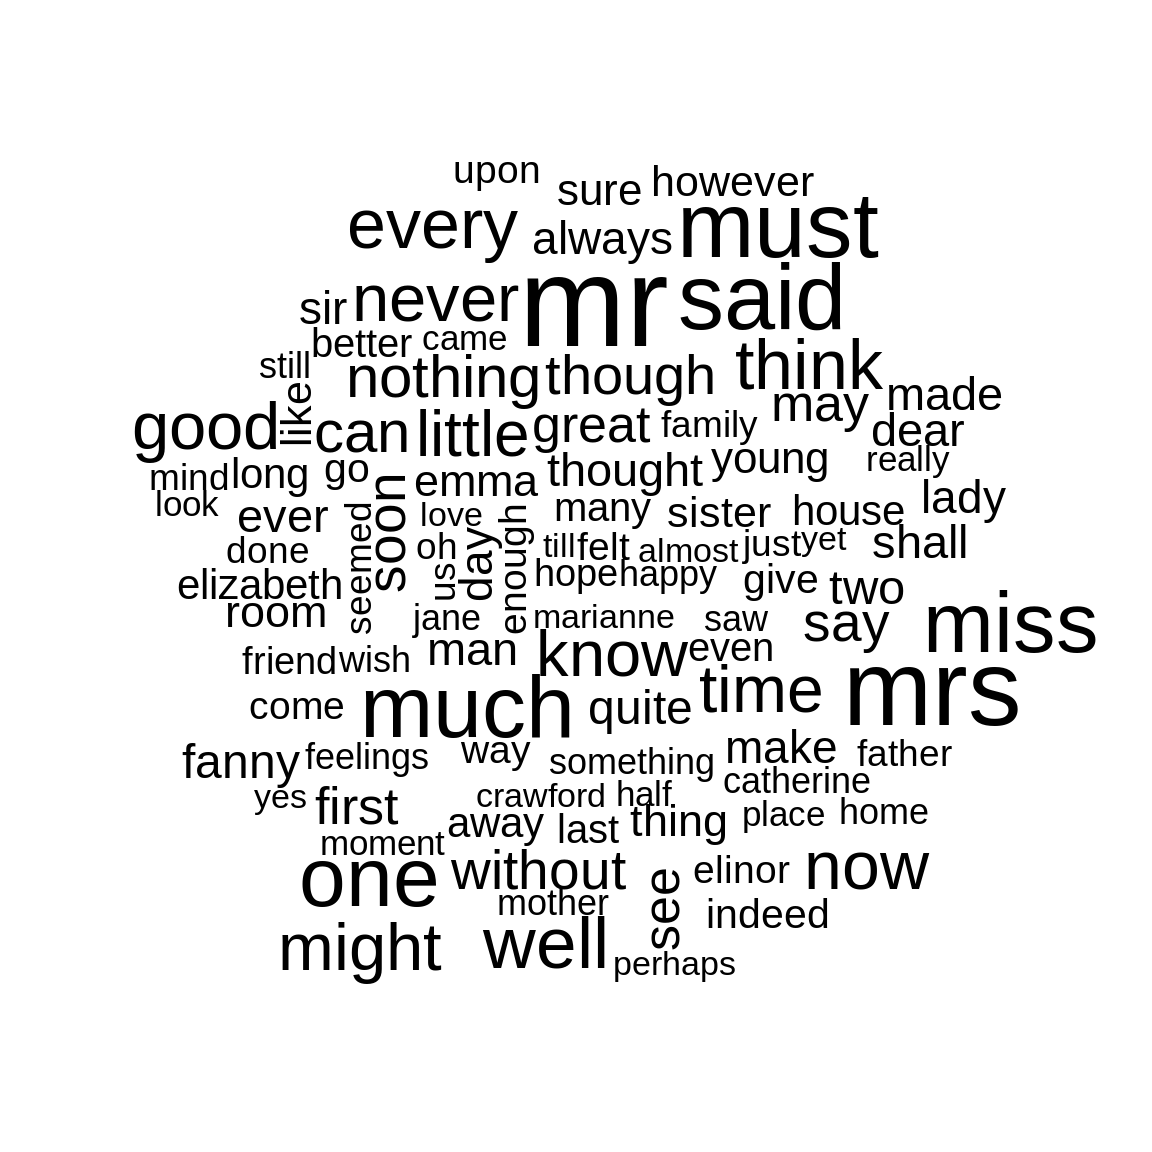 upon sure however
every always must
sir never mr said
better came
still like nothing though think made
good can little great family may dear
mind long go soon emma thought young really
look ever love many sister house lady
done seemed oh us day enough till felt almost just yet shall
elizabeth hope happy give two
room jane marianne saw say miss
friend wish man know even
come much quite time mrs
fanny feelings way something make father
yes first crawford half catherine
moment away last thing place home
one without see elinor now
mother indeed
might well perhaps